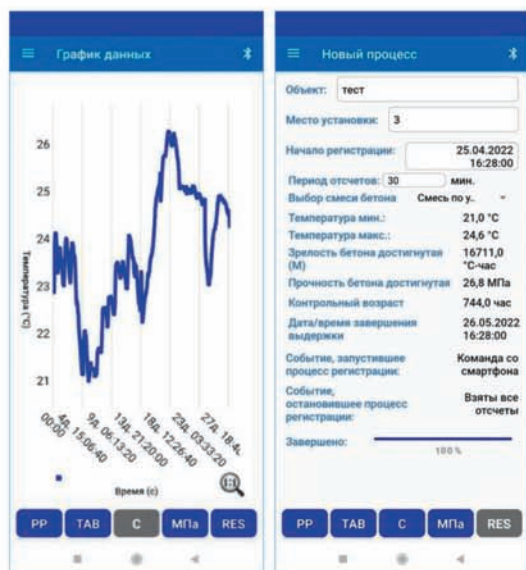 График данных
26
25
24
23
22
21
Температура (°C)
00:00
4д. 15:06:40
9д. 06:13:20
13д. 21:20:00
18д. 12:26:40
23д. 03:33:20
27д. 18:4
Время (с)
1:1
PP
TAB
C
МПа
RES
Новый процесс
Объект: тест
Место установки: 3
Начало регистрации: 25.04.2022
16:28:00
Период отсчетов: 30 мин.
Выбор смеси бетона Смесь по у..
Температура мин.: 21,0 °C
Температура макс.: 24,6 °C
Зрелость бетона достигнутая 16711,0
(М) °C-час
Прочность бетона достигнутая 26,8 МПа
Контрольный возраст 744,0 час
Дата/время завершения 26.05.2022
выдержки 16:28:00
Событие, запустившее Команда со
процесс регистрации: смартфона
Событие,
остановившее процесс Взяты все
регистрации: отсчеты
Завершено:
100 %
PP
TAB
C
МПа
RES